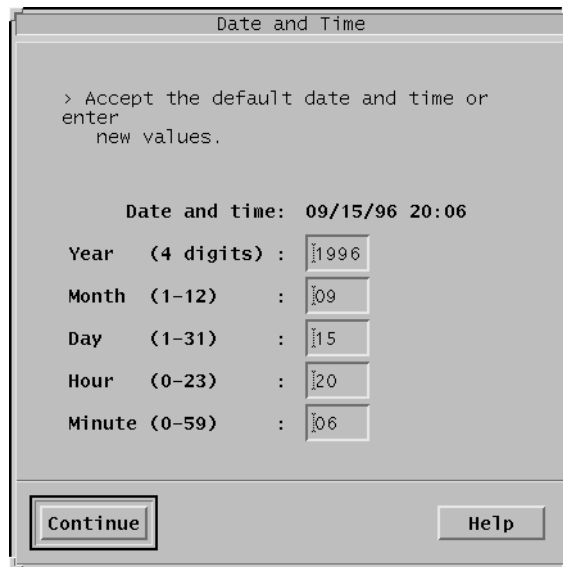 Date and Time
> Accept the default date and time or
enter
new values.
Date and time: 09/15/96 20:06
Year (4 digits) : 1996
Month (1-12) : 09
Day (1-31) : 15
Hour (0-23) : 20
Minute (0-59) : 06
Continue Help